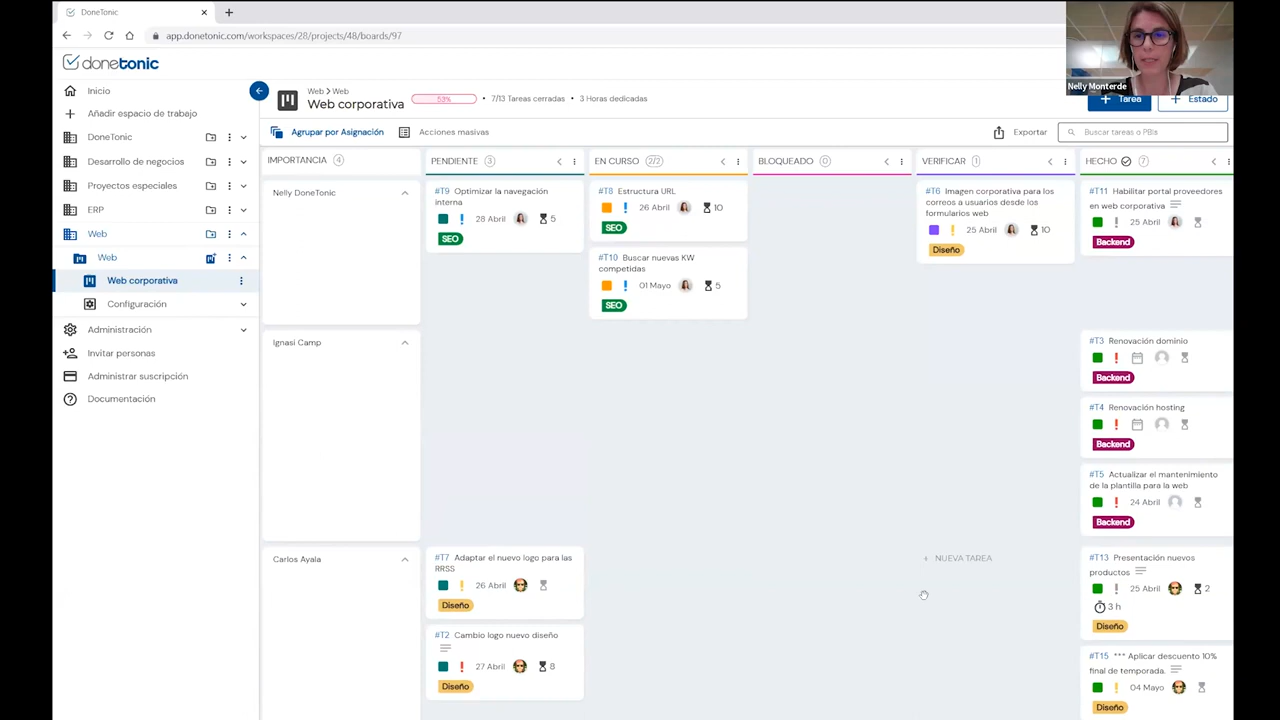 DoneTonic
app.donetonic.com/workspaces/28/projects/48/boards/97
Nelly Monterde
donetonic
Inicio
Añadir espacio de trabajo
DoneTonic
Desarrollo de negocios
Proyectos especiales
ERP
Web
Web
Web corporativa
Configuración
Administración
Invitar personas
Administrar suscripción
Documentación
Web > Web
Web corporativa
53%
• 7/13 Tareas cerradas • 3 Horas dedicadas
+ Tarea
+ Estado
Agrupar por Asignación
Acciones masivas
Exportar
Buscar tareas o PBIs
IMPORTANCIA 4
PENDIENTE 3
EN CURSO 2/2
BLOQUEADO 0
VERIFICAR 1
HECHO 7
Nelly DoneTonic
#T9 Optimizar la navegación
interna
28 Abril 5
SEO
#T8 Estructura URL
26 Abril 10
SEO
#T10 Buscar nuevas KW
competidas
01 Mayo 5
SEO
#T6 Imagen corporativa para los
correos a usuarios desde los
formularios web
25 Abril 10
Diseño
#T11 Habilitar portal proveedores
en web corporativa
25 Abril
Backend
Ignasi Camp
#T3 Renovación dominio
Backend
#T4 Renovación hosting
Backend
#T5 Actualizar el mantenimiento
de la plantilla para la web
24 Abril
Backend
Carlos Ayala
#T7 Adaptar el nuevo logo para las
RRSS
26 Abril
Diseño
#T2 Cambio logo nuevo diseño
27 Abril 8
Diseño
+ NUEVA TAREA
#T13 Presentación nuevos
productos
25 Abril 2
3 h
Diseño
#T15 *** Aplicar descuento 10%
final de temporada.
04 Mayo
Diseño